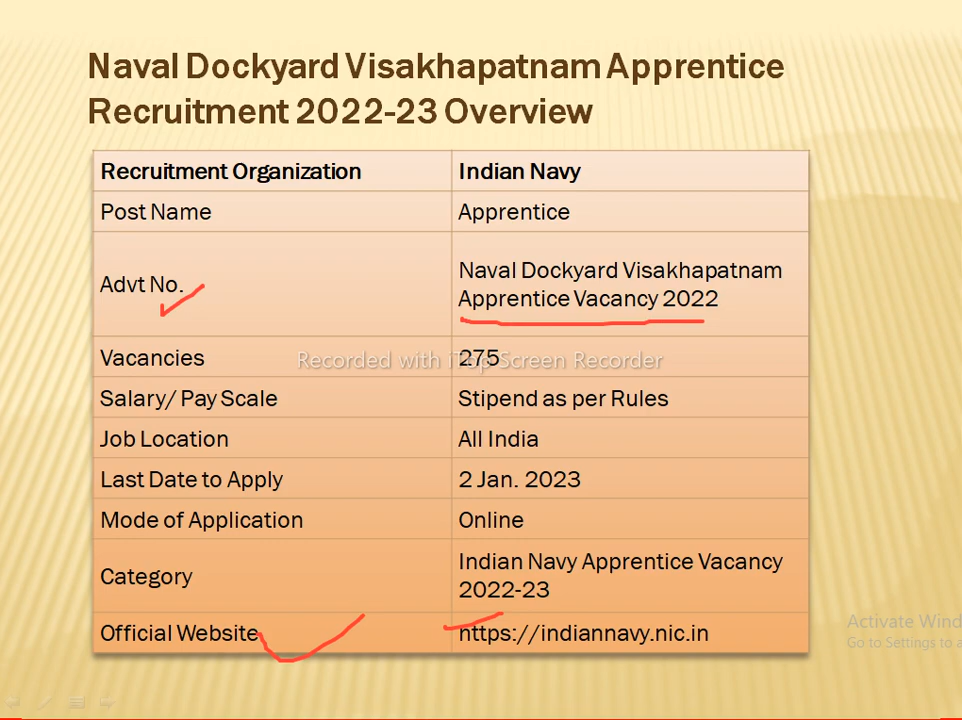 Naval Dockyard Visakhapatnam Apprentice
Recruitment 2022-23 Overview
Recruitment Organization Indian Navy
Post Name Apprentice
Advt No. Naval Dockyard Visakhapatnam
Apprentice Vacancy 2022
Vacancies 275
Recorded with iTop Screen Recorder
Salary/ Pay Scale Stipend as per Rules
Job Location All India
Last Date to Apply 2 Jan. 2023
Mode of Application Online
Category Indian Navy Apprentice Vacancy
2022-23
Official Website https://indiannavy.nic.in
Activate Wind
Go to Settings to a